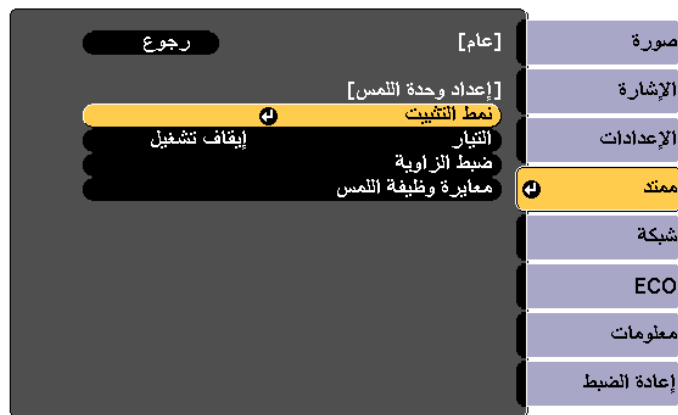 صورة
الإشارة
الإعدادات
ممتد
شبكة
ECO
معلومات
إعادة الضبط
[عام] رجوع
[إعداد وحدة اللمس]
نمط التثبيت
التيار إيقاف تشغيل
ضبط الزاوية
معايرة وظيفة اللمس